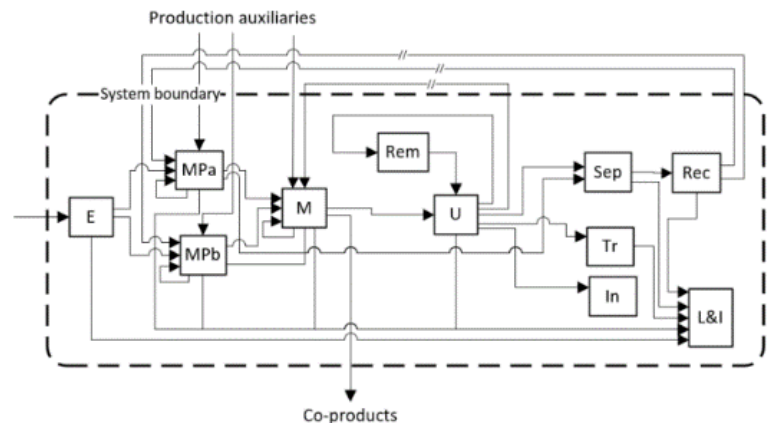 Production auxiliaries
System boundary
MPa
Rem
Sep
Rec
E
M
U
MPb
Tr
In
L&I
Co-products